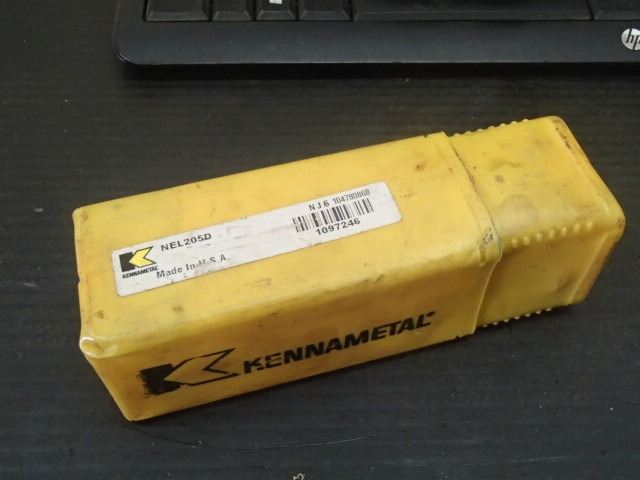 hp
NJ6 104780868
NEL205D
1097246
KENNAMETAL
Made In U.S.A.
KENNAMETAL